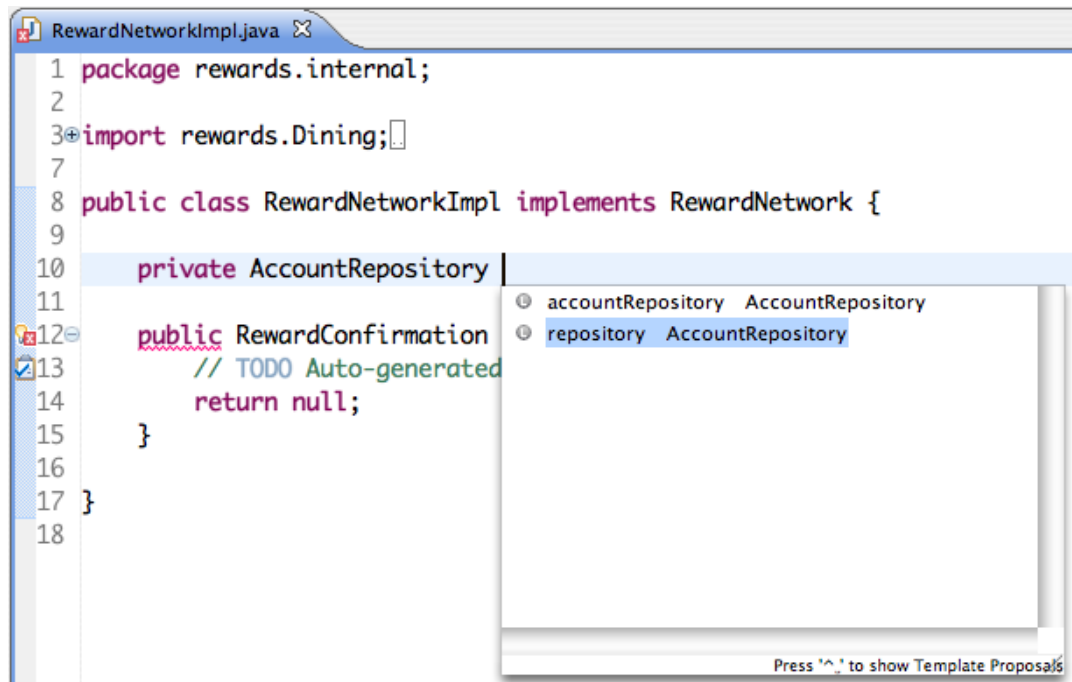 RewardNetworkImpl.java
1 package rewards.internal;
2
3 import rewards.Dining;
7
8 public class RewardNetworkImpl implements RewardNetwork {
9
10 private AccountRepository
11
accountRepository AccountRepository
12 public RewardConfirmation
repository AccountRepository
13 // TODO Auto-generated
14 return null;
15 }
16
17 }
18
Press '^␣' to show Template Proposals